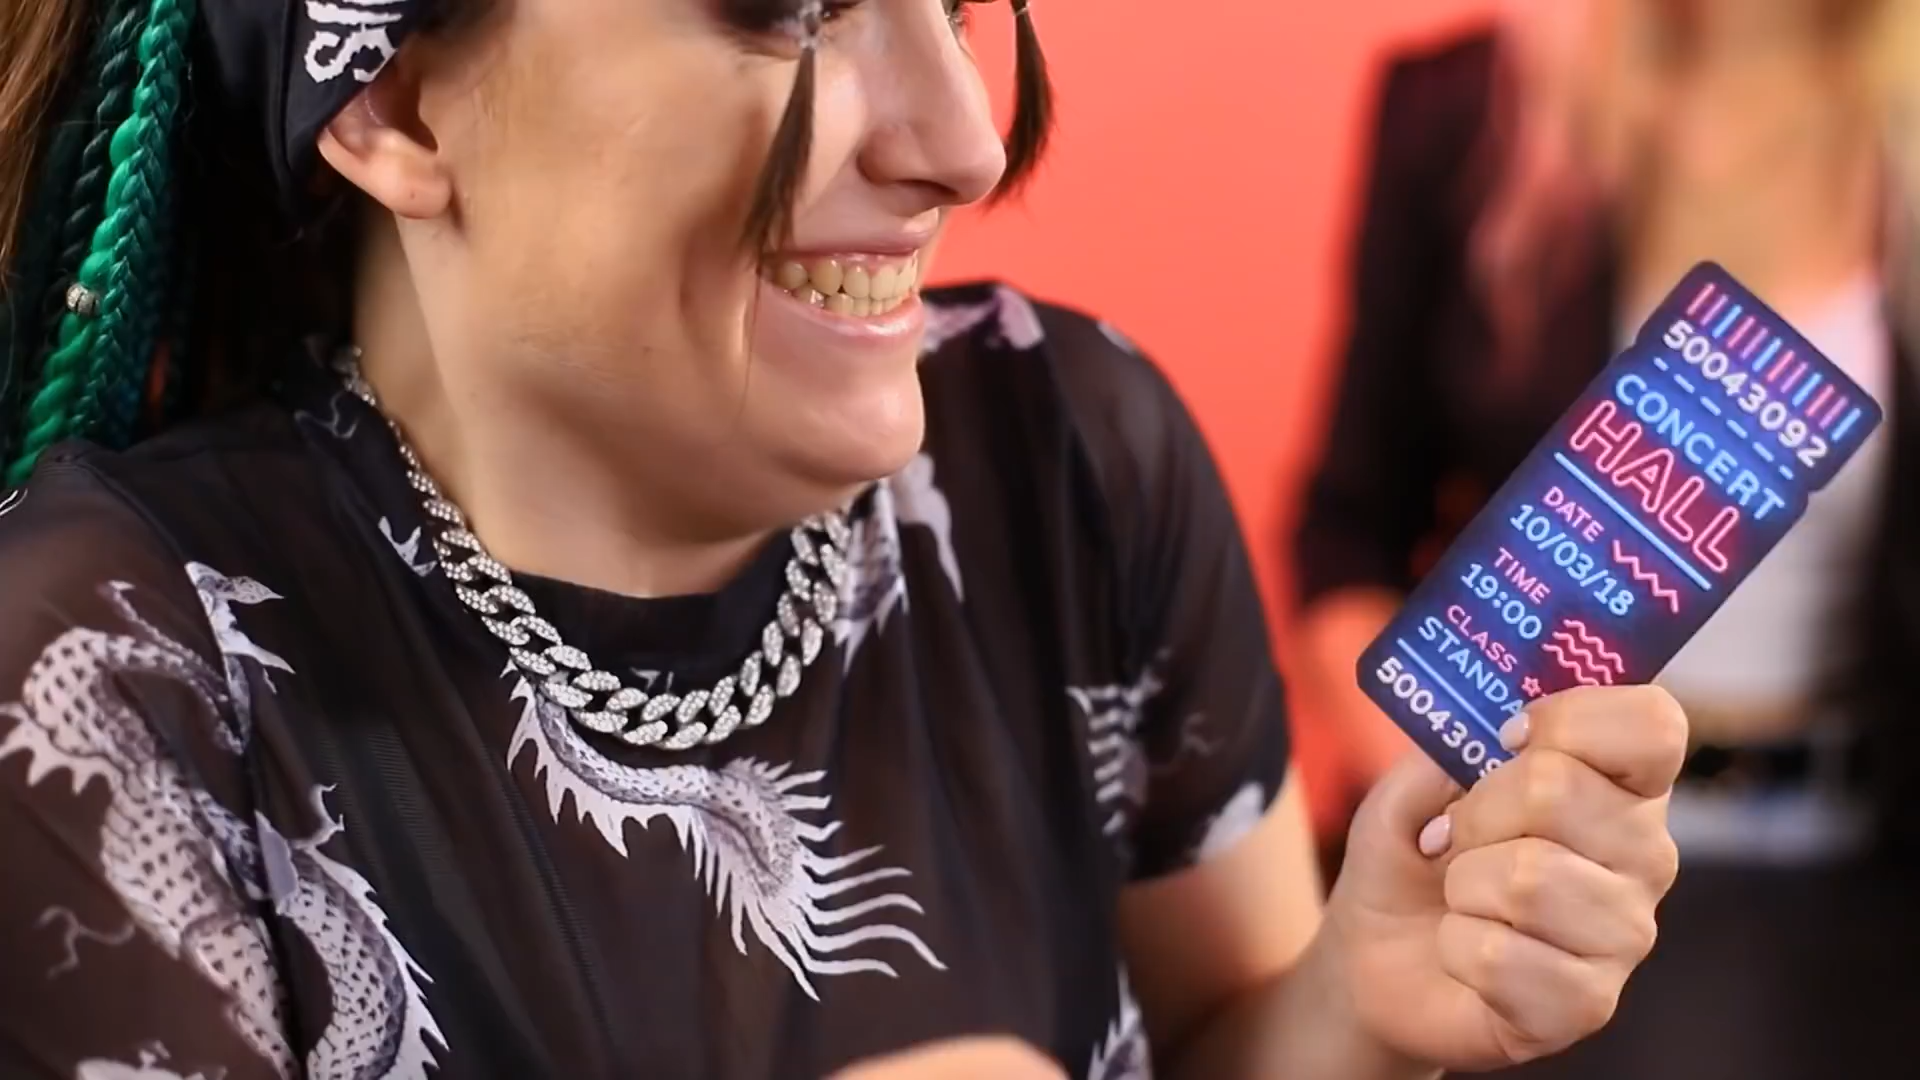 50043092
CONCERT
HALL
DATE
10/03/18
TIME
19:00
CLASS
STANDA
500430